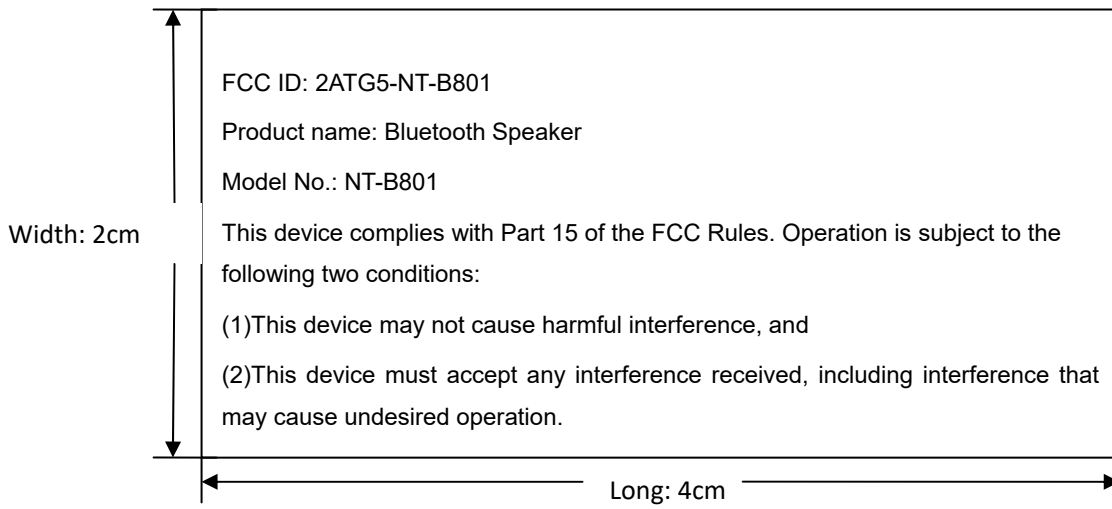 FCC ID: 2ATG5-NT-B801
Product name: Bluetooth Speaker
Model No.: NT-B801
Width: 2cm
This device complies with Part 15 of the FCC Rules. Operation is subject to the
following two conditions:
(1)This device may not cause harmful interference, and
(2)This device must accept any interference received, including interference that
may cause undesired operation.
Long: 4cm